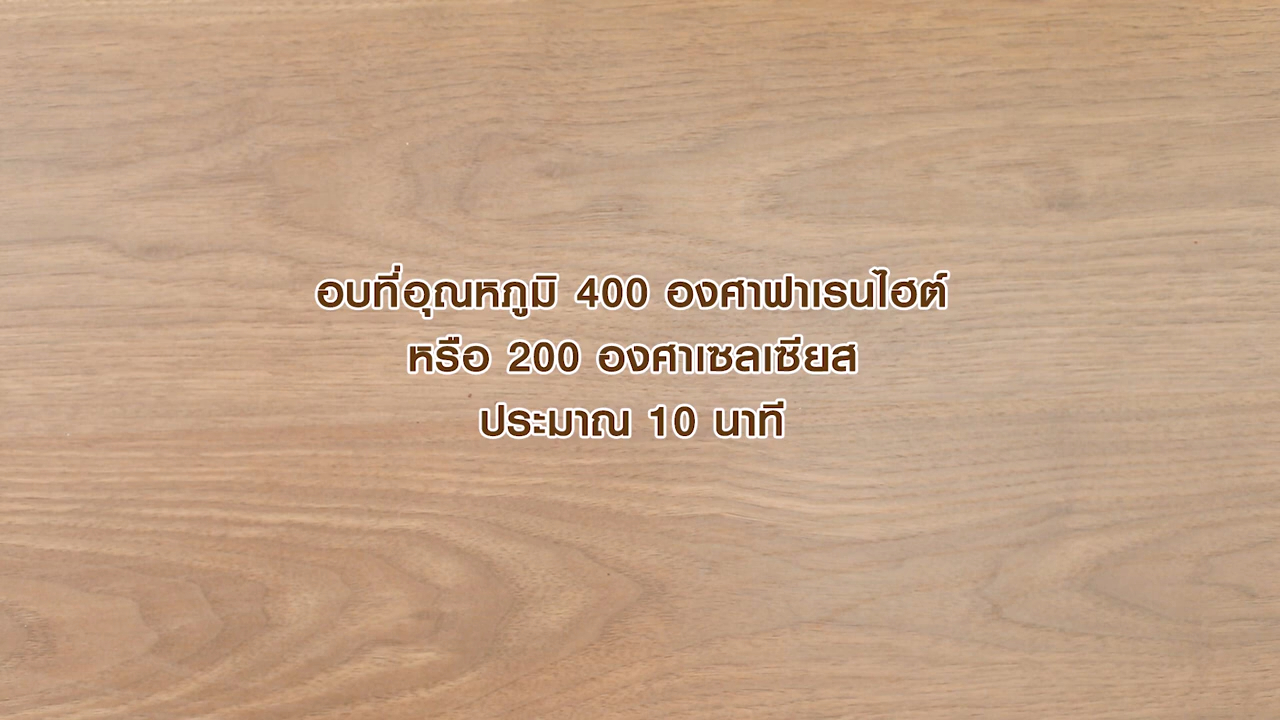 อบที่อุณหภูมิ 400 องศาฟาเรนไฮต์
หรือ 200 องศาเซลเซียส
ประมาณ 10 นาที